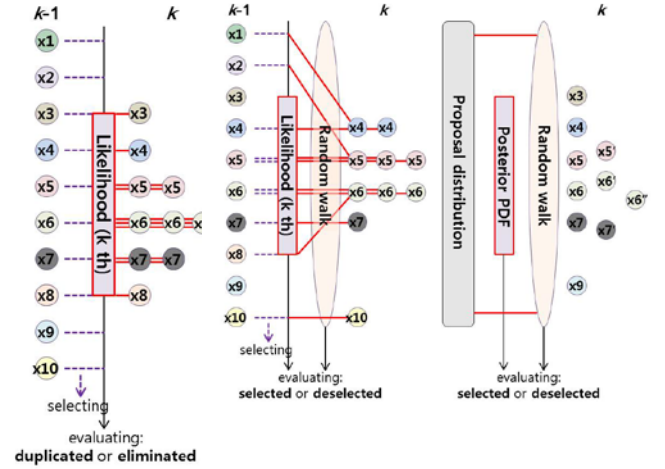 k-1
k
x1
x2
x3
x3
x4
x4
x5
x5
x5
x6
x6
x6
x7
x7
x7
x8
x8
x9
x10
Likelihood (k th)
selecting
evaluating:
duplicated or eliminated
k-1
k
x1
x2
x3
x4
x4
x4
x5
x5
x5
x5
x6
x6
x6
x6
x7
x7
x8
x9
x10
x10
Likelihood (k th)
Random walk
selecting
evaluating:
selected or deselected
k
Proposal distribution
Posterior PDF
Random walk
x3
x4
x5
x5'
x6
x6'
x6"
x7
x7'
x9
evaluating:
selected or deselected